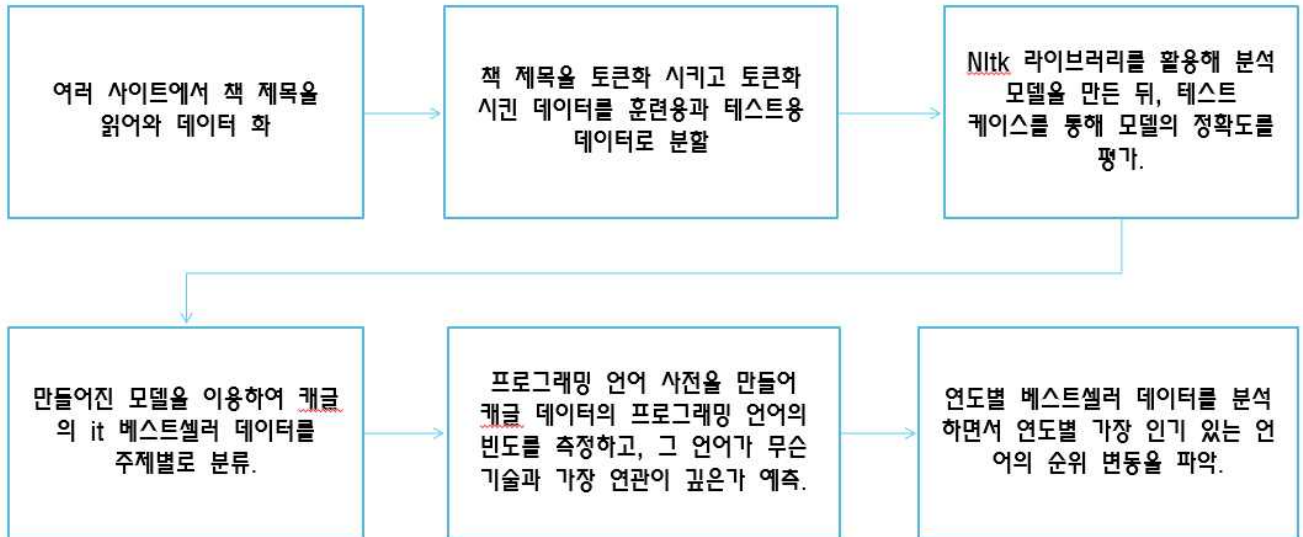 여러 사이트에서 책 제목을
읽어와 데이터 화
책 제목을 토큰화 시키고 토큰화
시킨 데이터를 훈련용과 테스트용
데이터로 분할
Nltk 라이브러리를 활용해 분석
모델을 만든 뒤, 테스트
케이스를 통해 모델의 정확도를
평가.
만들어진 모델을 이용하여 캐글
의 it 베스트셀러 데이터를
주제별로 분류.
프로그래밍 언어 사전을 만들어
캐글 데이터의 프로그래밍 언어의
빈도를 측정하고, 그 언어가 무슨
기술과 가장 연관이 깊은가 예측.
연도별 베스트셀러 데이터를 분석
하면서 연도별 가장 인기 있는 언
어의 순위 변동을 파악.